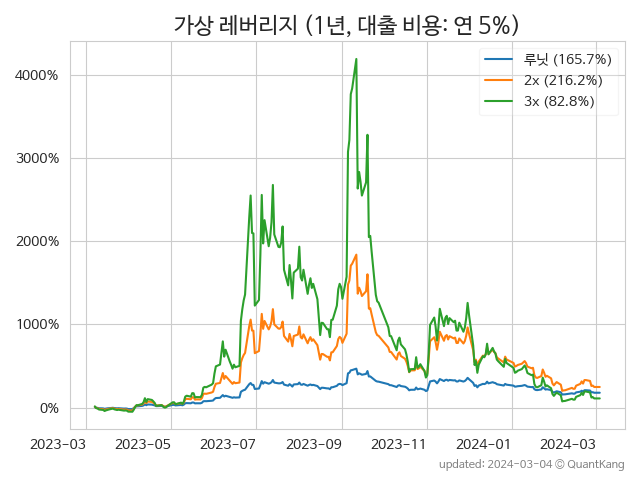 가상 레버리지 (1년, 대출 비용: 연 5%)
루닛 (165.7%)
2x (216.2%)
3x (82.8%)
4000%
3000%
2000%
1000%
0%
2023-03 2023-05 2023-07 2023-09 2023-11 2024-01 2024-03
updated: 2024-03-04 © QuantKang